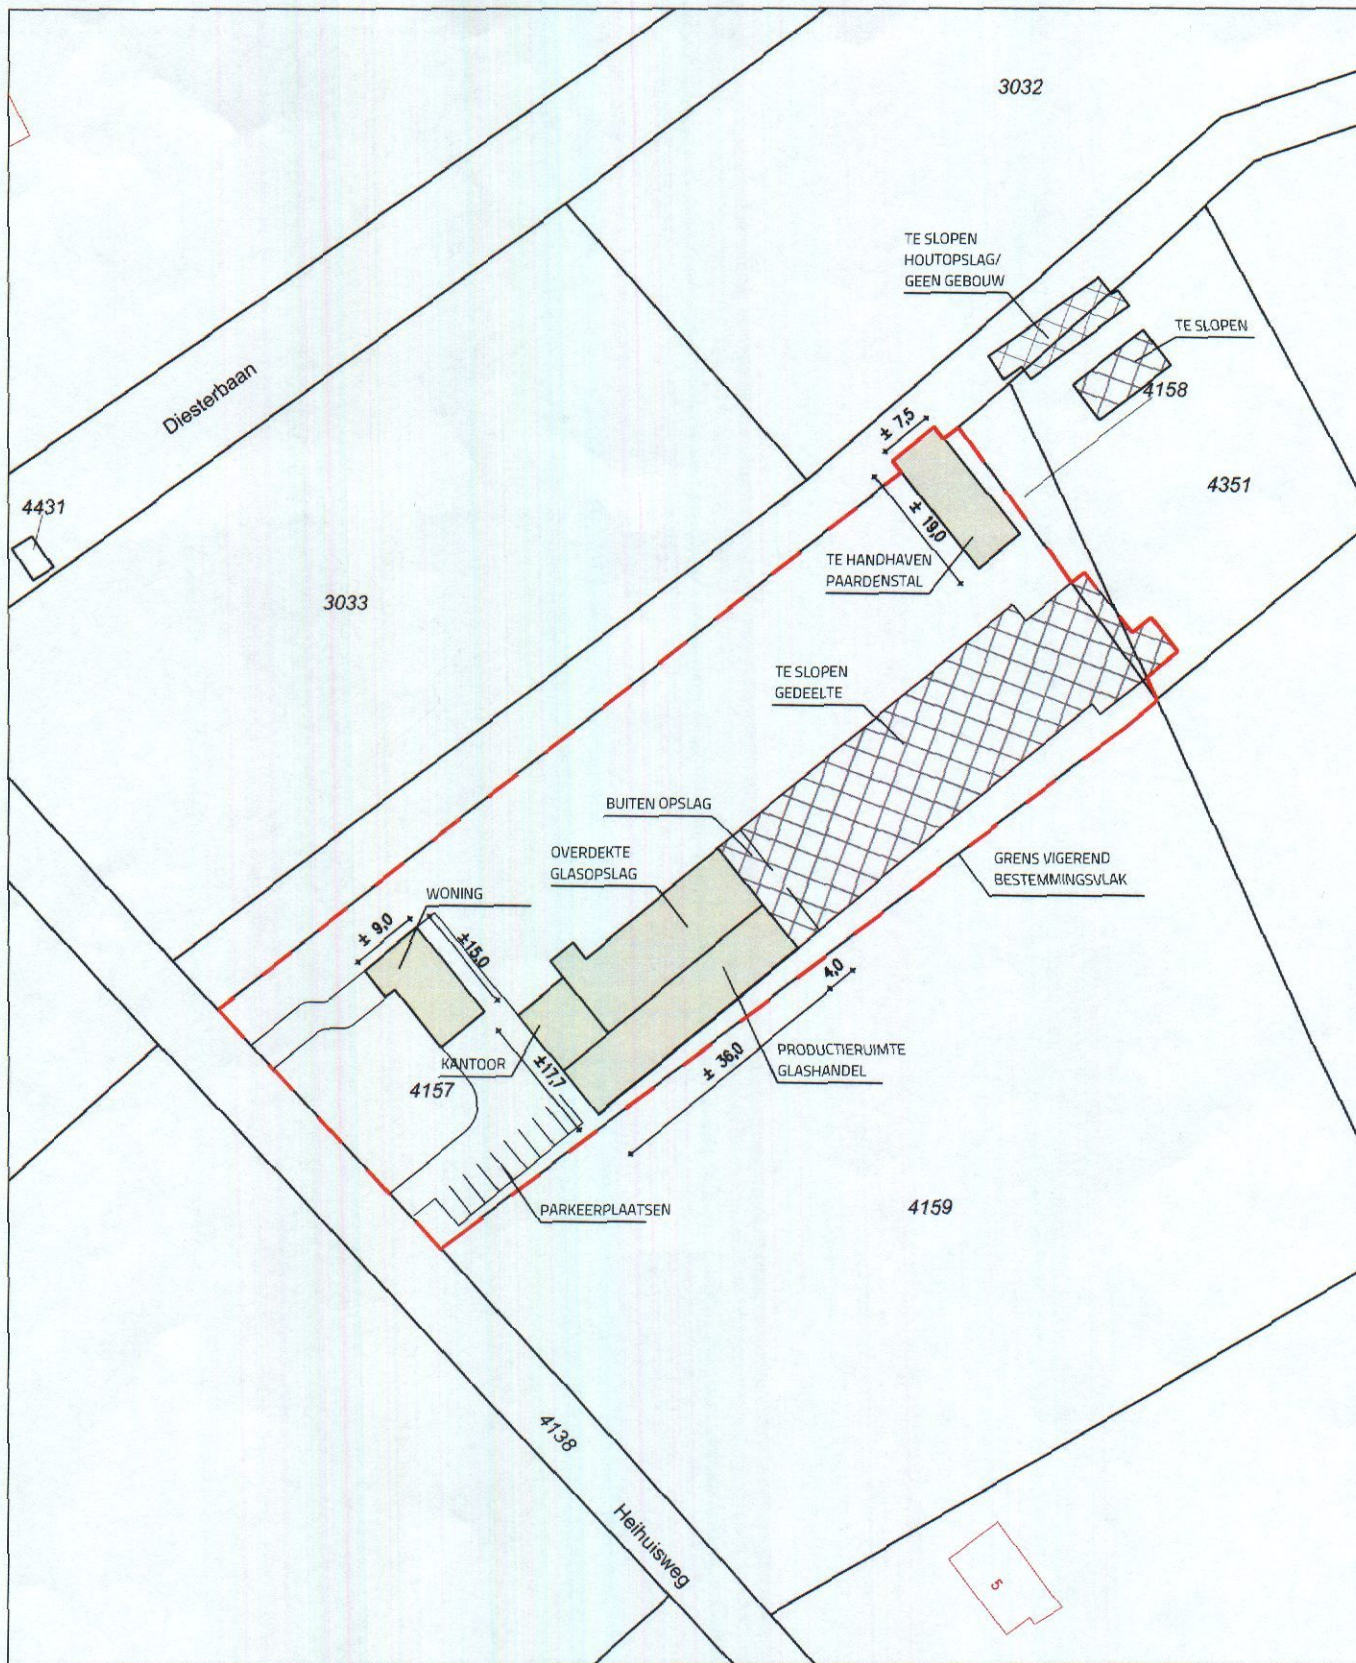 3032
TE SLOPEN
HOUTOPSLAG/
GEEN GEBOUW
TE SLOPEN
4158
Diesterbaan
± 7,5
4431
4351
± 19,0
TE HANDHAVEN
PAARDENSTAL
3033
TE SLOPEN
GEDEELTE
BUITEN OPSLAG
OVERDEKTE
GLASOPSLAG
GRENS VIGEREND
BESTEMMINGSVLAK
WONING
± 9,0
±15,0
4,0
KANTOOR
±17,7
± 36,0
PRODUCTIERUIMTE
GLASHANDEL
4157
PARKEERPLAATSEN
4159
4138
Heihuisweg
5